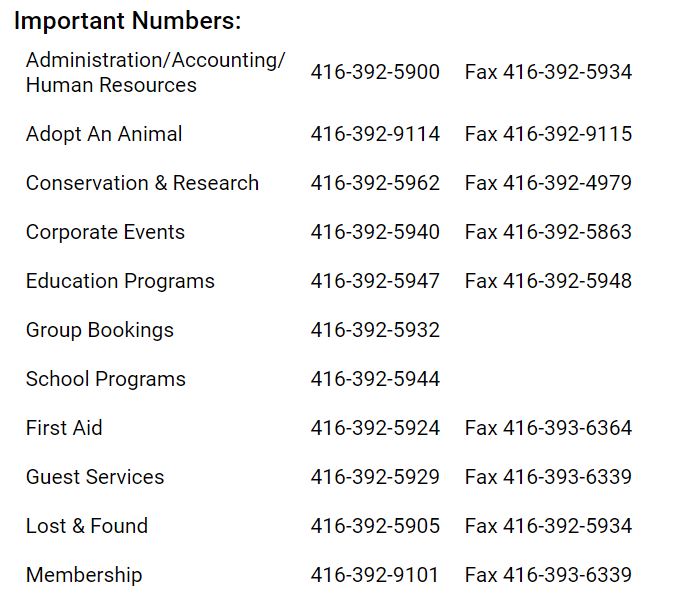 Important Numbers:
Administration/Accounting/
Human Resources 416-392-5900 Fax 416-392-5934
Adopt An Animal 416-392-9114 Fax 416-392-9115
Conservation & Research 416-392-5962 Fax 416-392-4979
Corporate Events 416-392-5940 Fax 416-392-5863
Education Programs 416-392-5947 Fax 416-392-5948
Group Bookings 416-392-5932
School Programs 416-392-5944
First Aid 416-392-5924 Fax 416-393-6364
Guest Services 416-392-5929 Fax 416-393-6339
Lost & Found 416-392-5905 Fax 416-392-5934
Membership 416-392-9101 Fax 416-393-6339